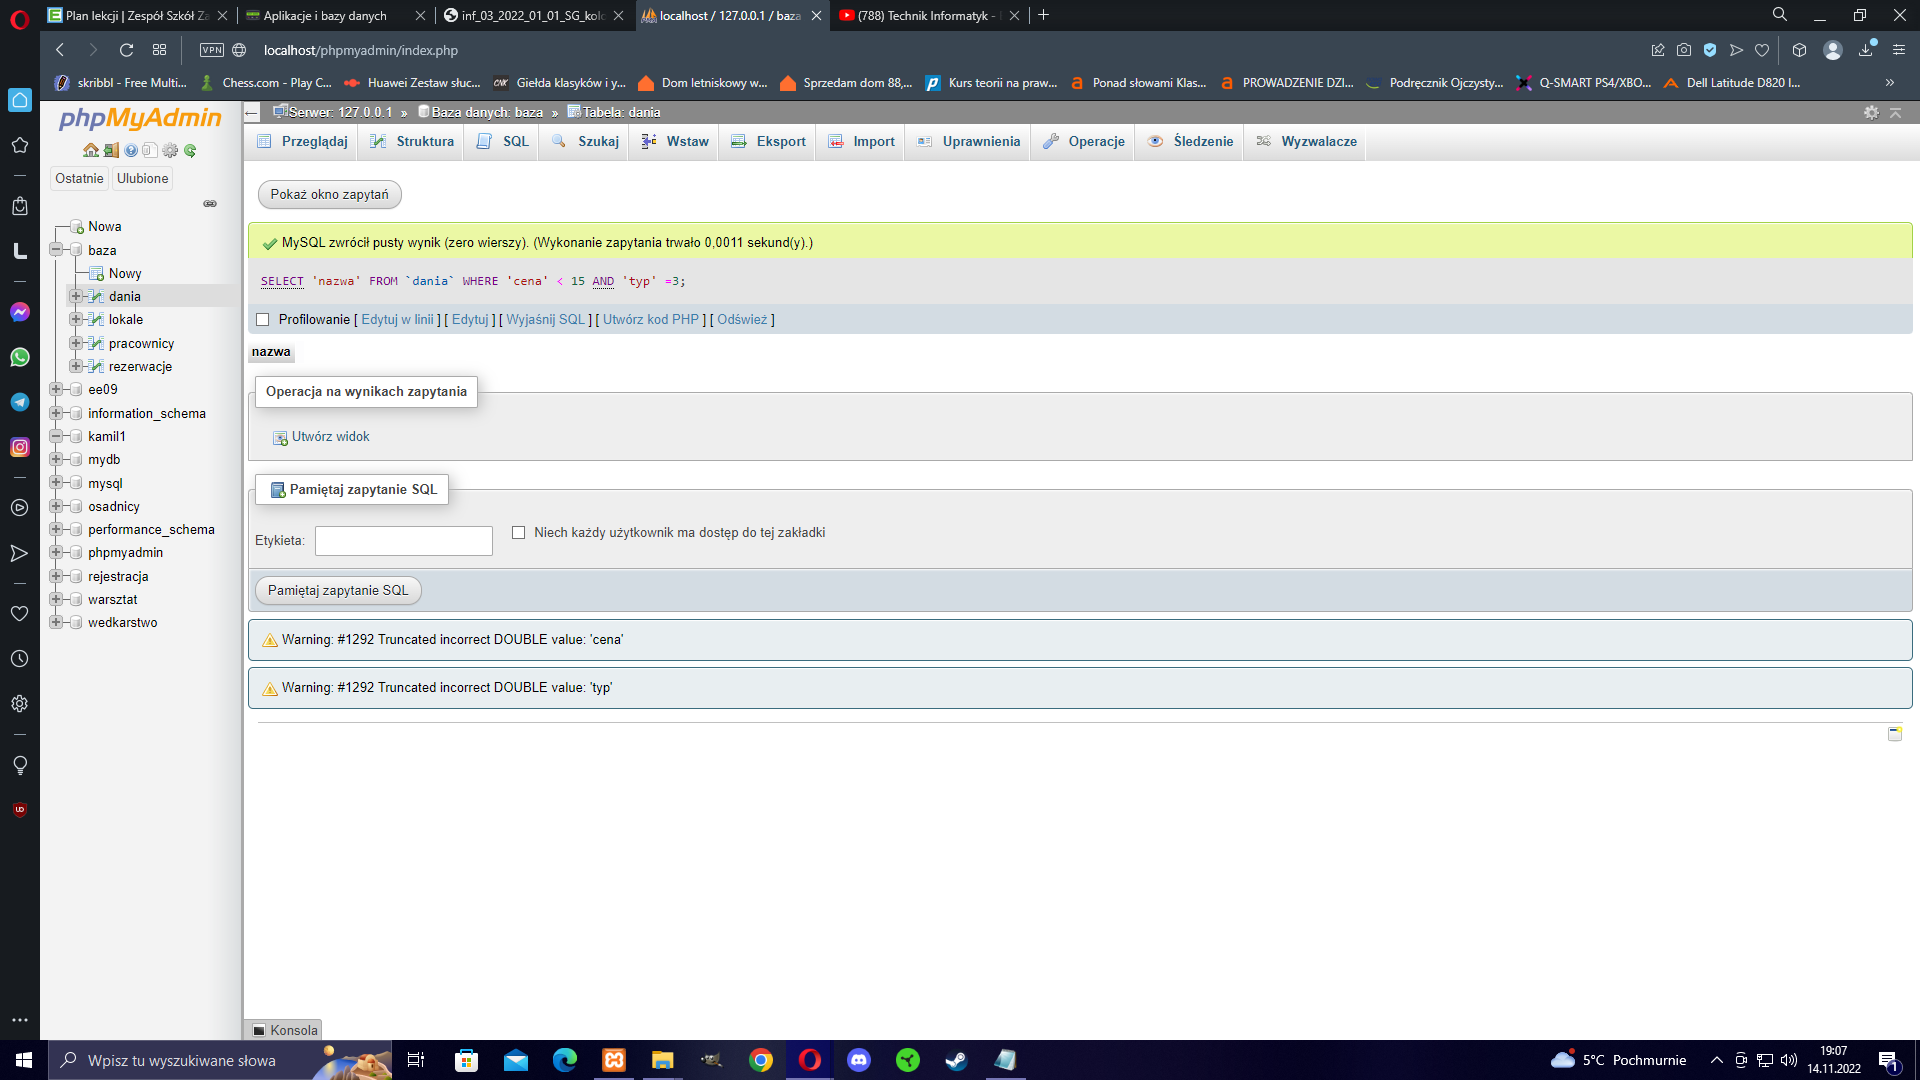 Plan lekcji | Zespół Szkół Za
Aplikacje i bazy danych
inf_03_2022_01_01_SG_kolo
localhost / 127.0.0.1 / baza
(788) Technik Informatyk -
VPN
localhost/phpmyadmin/index.php
skribbl - Free Multi...
Chess.com - Play C...
Huawei Zestaw słuc...
CNK
Giełda klasyków i y...
Dom letniskowy w...
Sprzedam dom 88,...
Kurs teorii na praw...
Ponad słowami Klas...
PROWADZENIE DZI...
Podręcznik Ojczysty...
Q-SMART PS4/XBO...
Dell Latitude D820 I...
»
phpMyAdmin
Ostatnie
Ulubione
Nowa
baza
Nowy
dania
lokale
pracownicy
rezerwacje
ee09
information_schema
kamil1
mydb
mysql
osadnicy
performance_schema
phpmyadmin
rejestracja
warsztat
wedkarstwo
Serwer: 127.0.0.1 » Baza danych: baza » Tabela: dania
Przeglądaj
Struktura
SQL
Szukaj
Wstaw
Eksport
Import
Uprawnienia
Operacje
Śledzenie
Wyzwalacze
Pokaż okno zapytań
MySQL zwrócił pusty wynik (zero wierszy). (Wykonanie zapytania trwało 0,0011 sekund(y).)
SELECT 'nazwa' FROM `dania` WHERE 'cena' < 15 AND 'typ' =3;
Profilowanie [ Edytuj w linii ] [ Edytuj ] [ Wyjaśnij SQL ] [ Utwórz kod PHP ] [ Odśwież ]
nazwa
Operacja na wynikach zapytania
Utwórz widok
Pamiętaj zapytanie SQL
Etykieta:
Niech każdy użytkownik ma dostęp do tej zakładki
Pamiętaj zapytanie SQL
Warning: #1292 Truncated incorrect DOUBLE value: 'cena'
Warning: #1292 Truncated incorrect DOUBLE value: 'typ'
Konsola
Wpisz tu wyszukiwane słowa
5°C Pochmurnie
19:07
14.11.2022
1